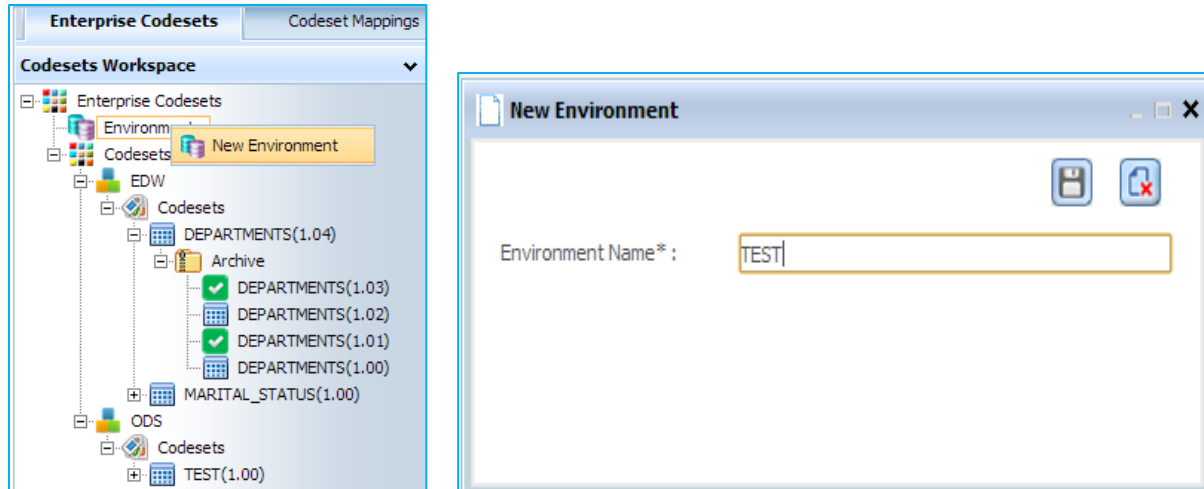 Enterprise Codesets
Codeset Mappings
Codesets Workspace
Enterprise Codesets
New Environment
Codesets
EDW
Codesets
DEPARTMENTS(1.04)
Archive
DEPARTMENTS(1.03)
DEPARTMENTS(1.02)
DEPARTMENTS(1.01)
DEPARTMENTS(1.00)
MARITAL_STATUS(1.00)
ODS
Codesets
TEST(1.00)
New Environment
Environment Name* :
TEST